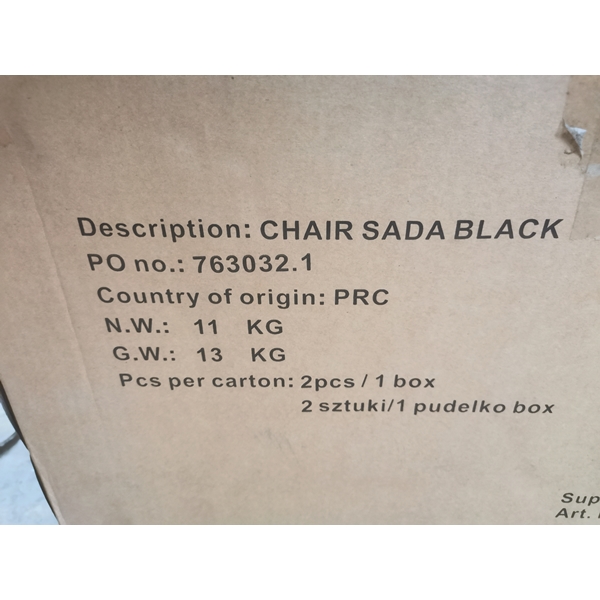 Description: CHAIR SADA BLACK
PO no.: 763032.1
Country of origin: PRC
N.W.: 11 KG
G.W.: 13 KG
Pcs per carton: 2pcs / 1 box
2 sztuki/1 pudelko box
Art.